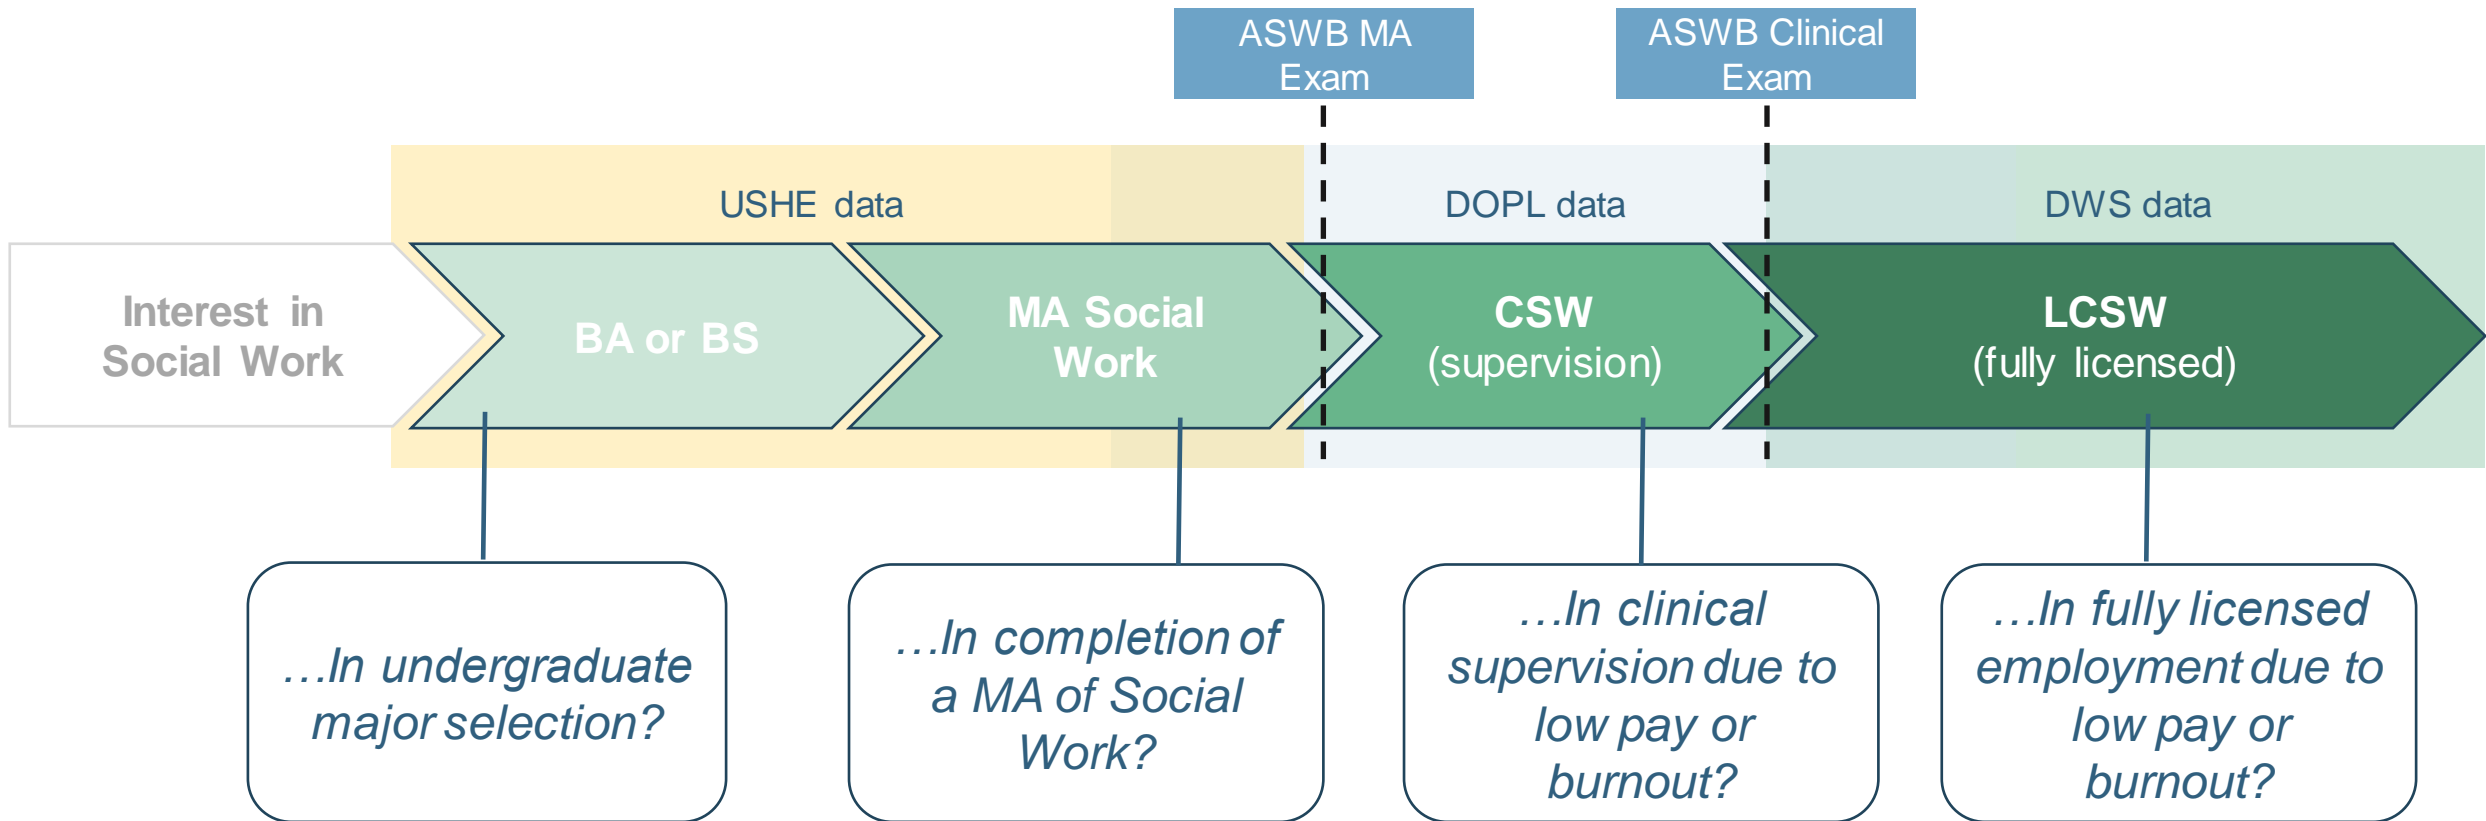 ASWB MA
Exam
ASWB Clinical
Exam
USHE data
DOPL data
DWS data
Interest in
Social Work
BA or BS
MA Social
Work
CSW
(supervision)
LCSW
(fully licensed)
…In undergraduate
major selection?
…In completion of
a MA of Social
Work?
…In clinical
supervision due to
low pay or
burnout?
…In fully licensed
employment due to
low pay or
burnout?